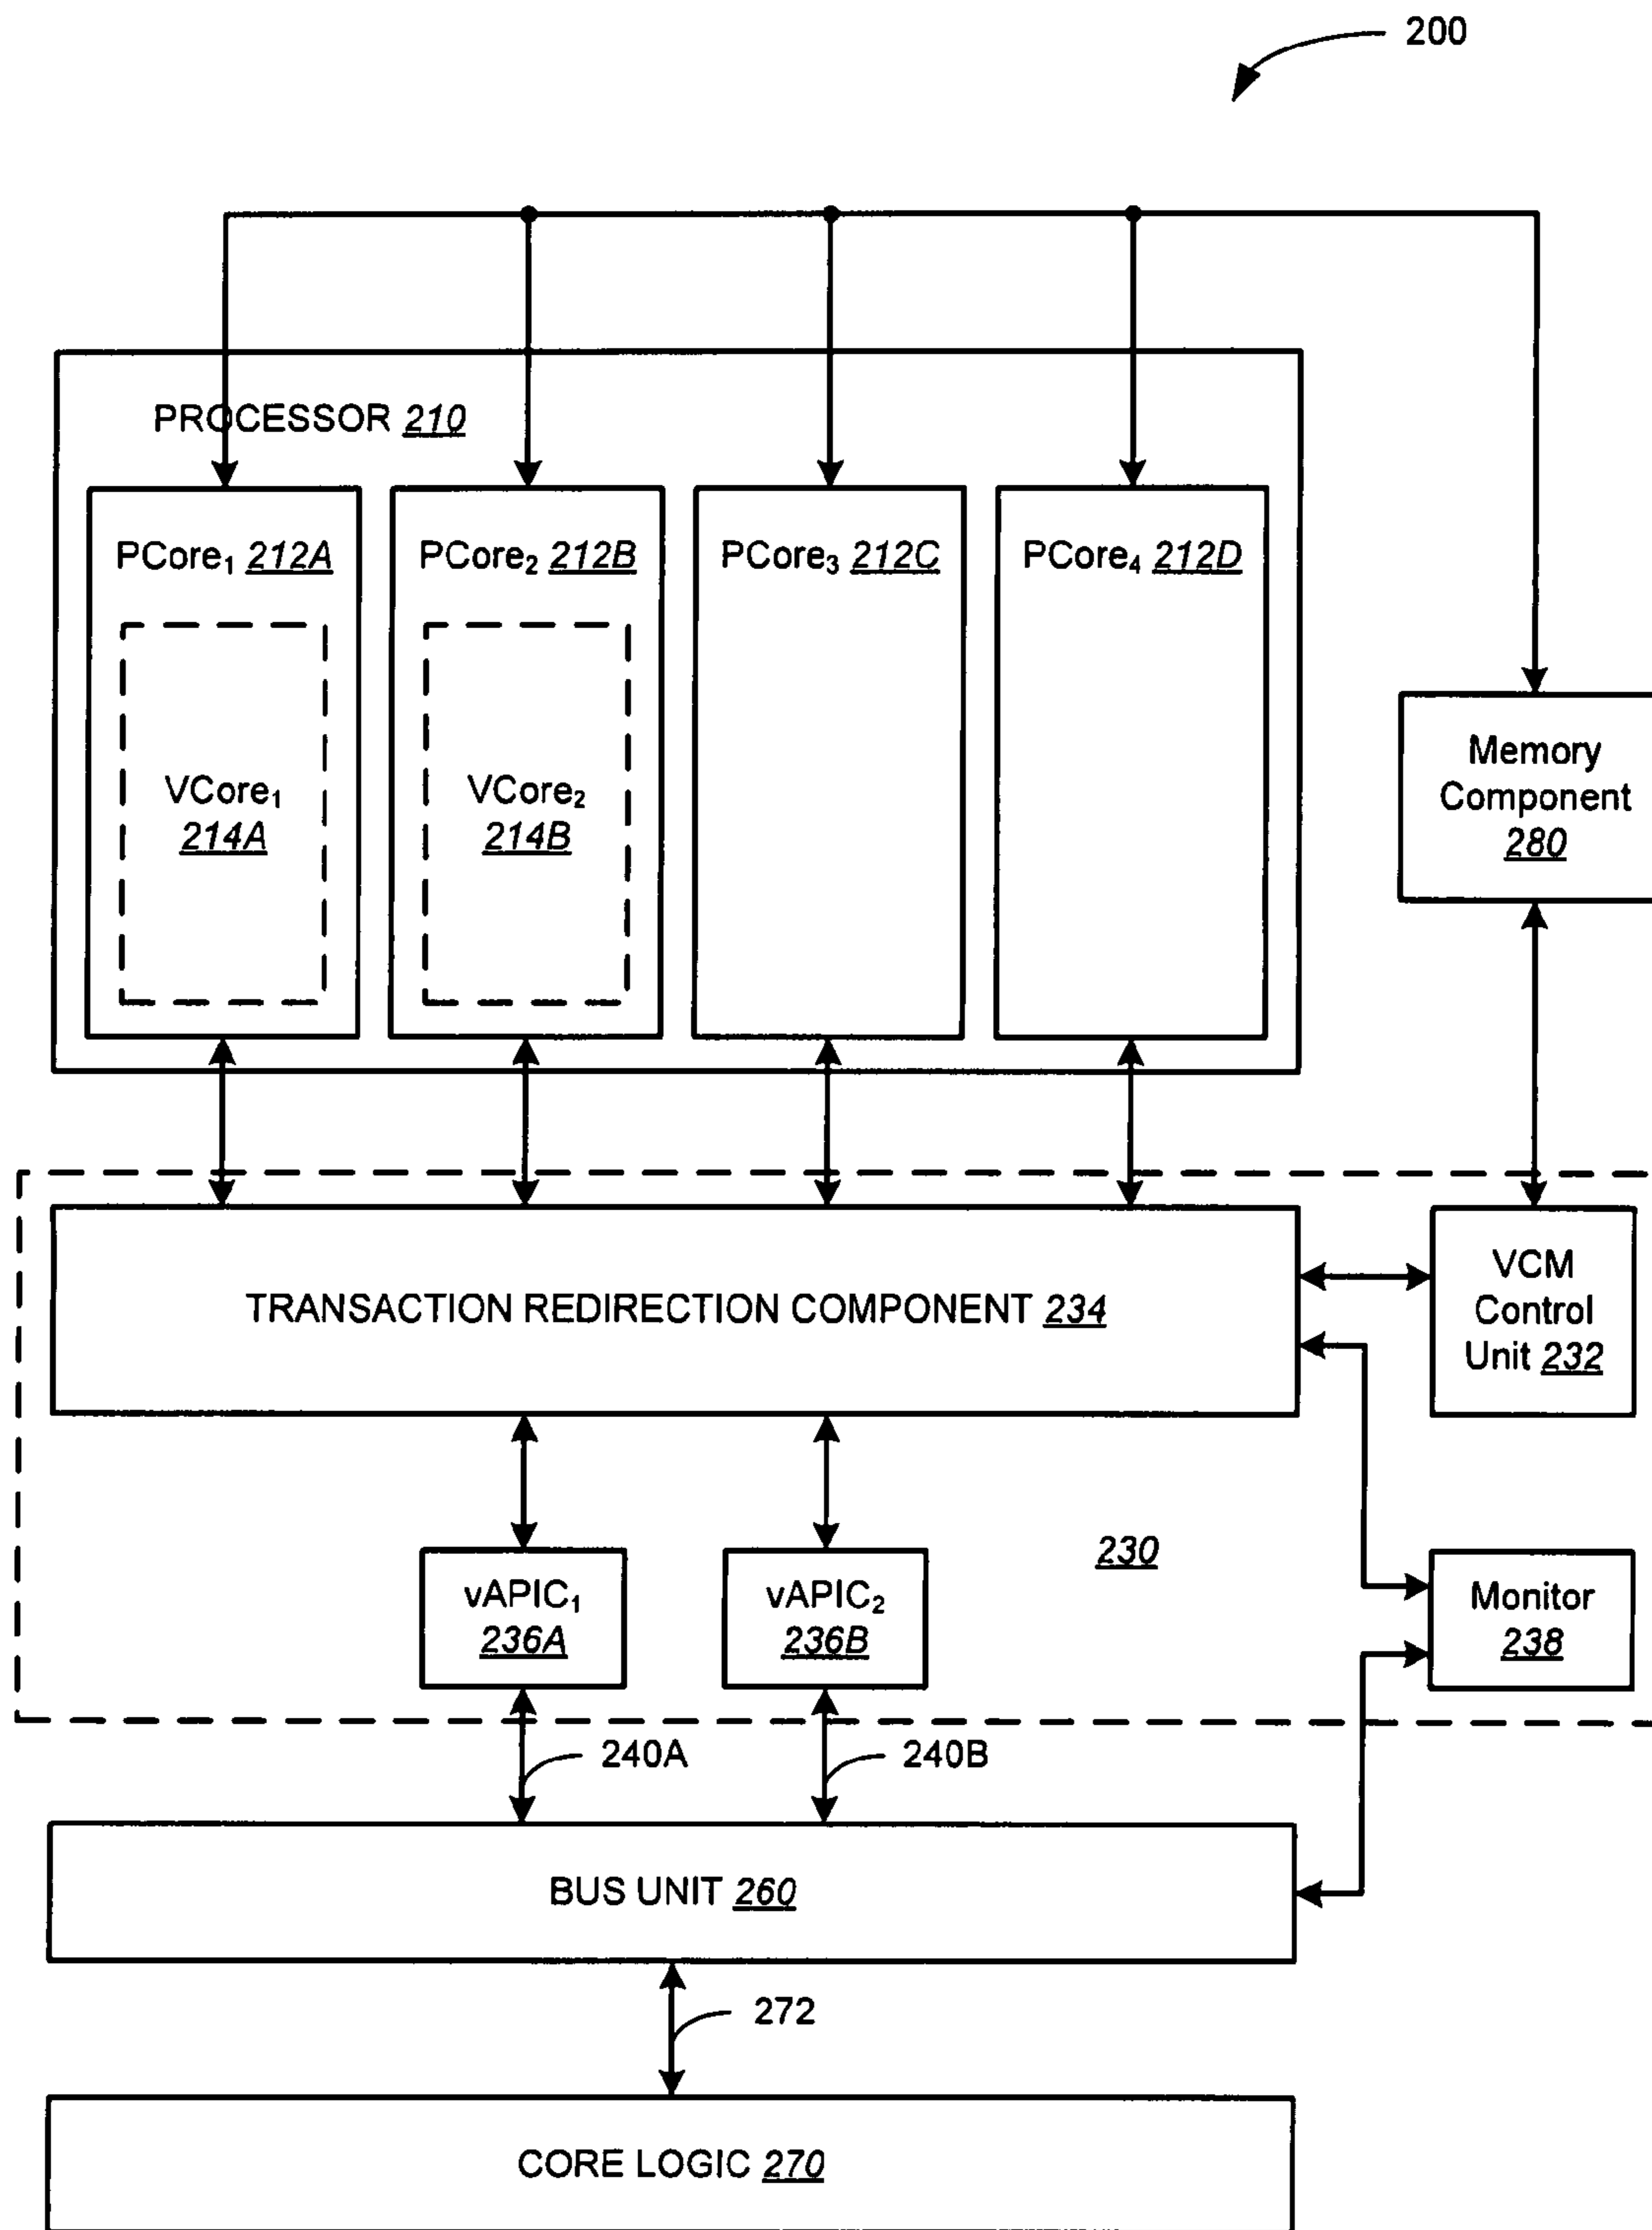 200
PROCESSOR 210
PCore₁ 212A
PCore₂ 212B
PCore₃ 212C
PCore₄ 212D
VCore₁
214A
VCore₂
214B
Memory
Component
280
TRANSACTION REDIRECTION COMPONENT 234
VCM
Control
Unit 232
230
vAPIC₁
236A
vAPIC₂
236B
Monitor
238
240A
240B
BUS UNIT 260
272
CORE LOGIC 270